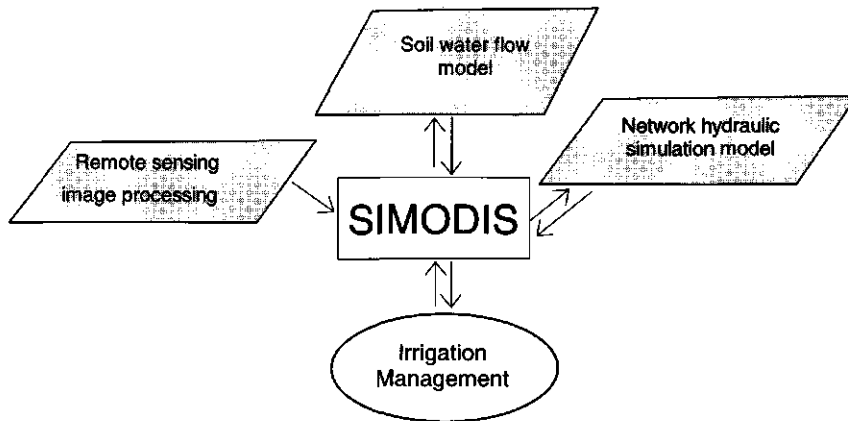 Soil water flow
model
Network hydraulic
simulation model
Remote sensing
image processing
SIMODIS
Irrigation
Management